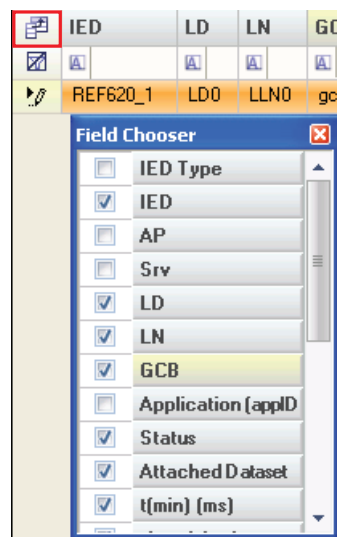 IED LD LN GC
A A A A
REF620_1 LD0 LLN0 gc
Field Chooser
IED Type
IED
AP
Srv
LD
LN
GCB
Application (appID
Status
Attached Dataset
t(min) (ms)